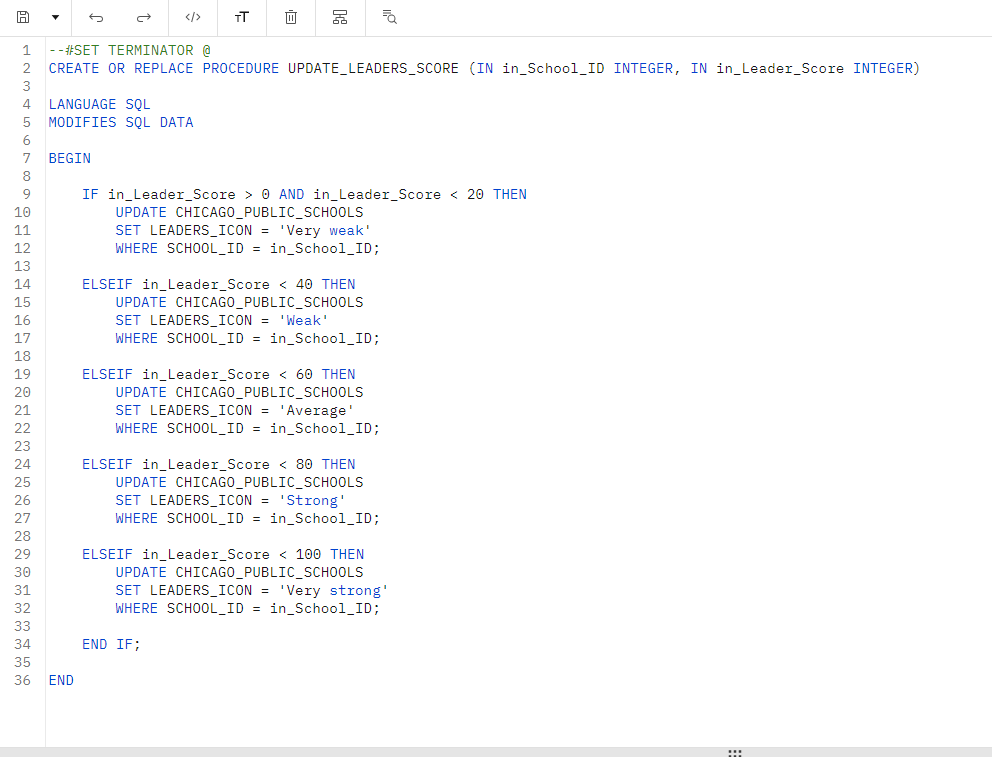 1 --#SET TERMINATOR @
2 CREATE OR REPLACE PROCEDURE UPDATE_LEADERS_SCORE (IN in_School_ID INTEGER, IN in_Leader_Score INTEGER)
3
4 LANGUAGE SQL
5 MODIFIES SQL DATA
6
7 BEGIN
8
9 IF in_Leader_Score > 0 AND in_Leader_Score < 20 THEN
10 UPDATE CHICAGO_PUBLIC_SCHOOLS
11 SET LEADERS_ICON = 'Very weak'
12 WHERE SCHOOL_ID = in_School_ID;
13
14 ELSEIF in_Leader_Score < 40 THEN
15 UPDATE CHICAGO_PUBLIC_SCHOOLS
16 SET LEADERS_ICON = 'Weak'
17 WHERE SCHOOL_ID = in_School_ID;
18
19 ELSEIF in_Leader_Score < 60 THEN
20 UPDATE CHICAGO_PUBLIC_SCHOOLS
21 SET LEADERS_ICON = 'Average'
22 WHERE SCHOOL_ID = in_School_ID;
23
24 ELSEIF in_Leader_Score < 80 THEN
25 UPDATE CHICAGO_PUBLIC_SCHOOLS
26 SET LEADERS_ICON = 'Strong'
27 WHERE SCHOOL_ID = in_School_ID;
28
29 ELSEIF in_Leader_Score < 100 THEN
30 UPDATE CHICAGO_PUBLIC_SCHOOLS
31 SET LEADERS_ICON = 'Very strong'
32 WHERE SCHOOL_ID = in_School_ID;
33
34 END IF;
35
36 END